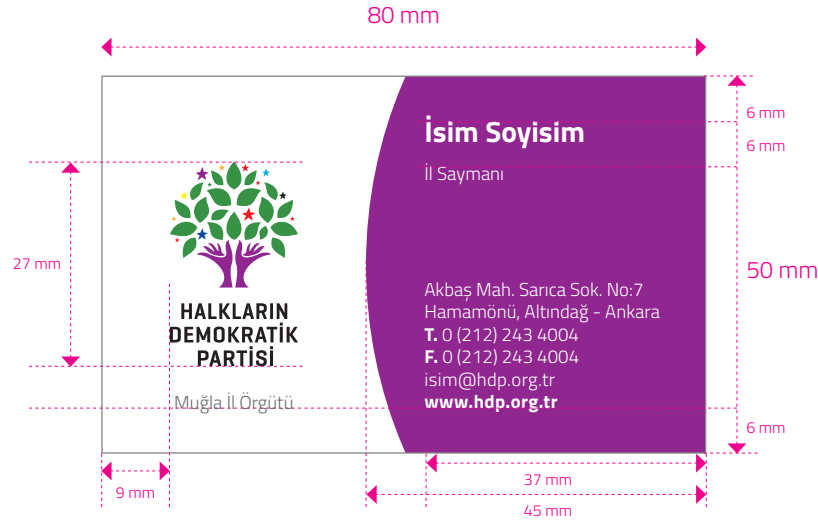 80 mm
6 mm
6 mm
50 mm
6 mm
27 mm
9 mm
37 mm
45 mm
HALKLARIN
DEMOKRATİK
PARTİSİ
Muğla İl Örgütü
İsim Soyisim
İl Saymanı
Akbaş Mah. Sarıca Sok. No:7
Hamamönü, Altındağ - Ankara
T. 0 (212) 243 4004
F. 0 (212) 243 4004
isim@hdp.org.tr
www.hdp.org.tr